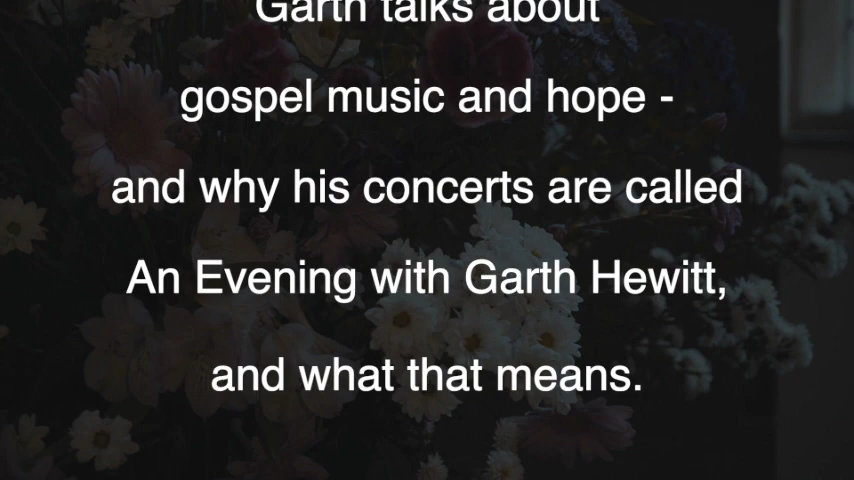 Garth talks about
gospel music and hope -
and why his concerts are called
An Evening with Garth Hewitt,
and what that means.